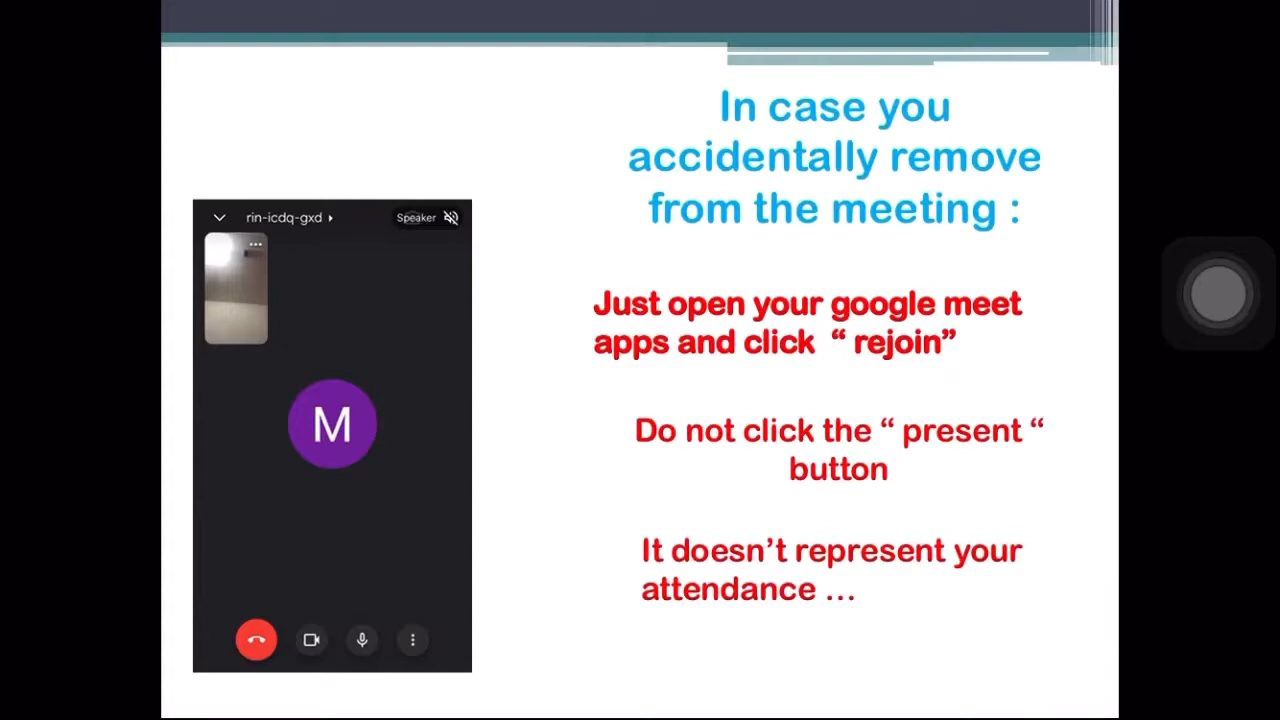 In case you
accidentally remove
from the meeting :
rin-icdq-gxd
Speaker
M
Just open your google meet
apps and click “ rejoin”
Do not click the “ present “
button
It doesn’t represent your
attendance …